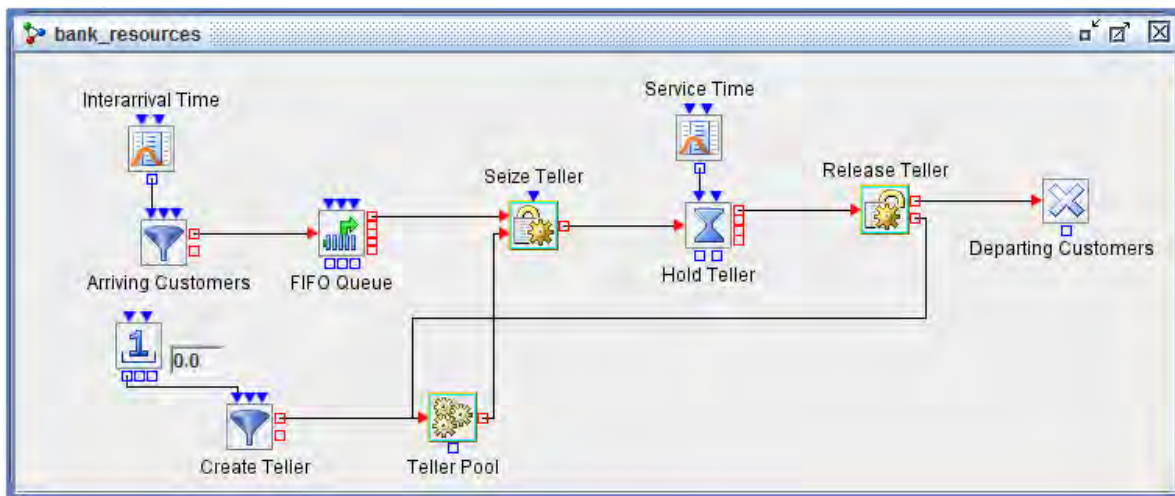 bank_resources
Interarrival Time
Service Time
Seize Teller
Release Teller
Arriving Customers
FIFO Queue
Hold Teller
Departing Customers
1
0.0
Create Teller
Teller Pool